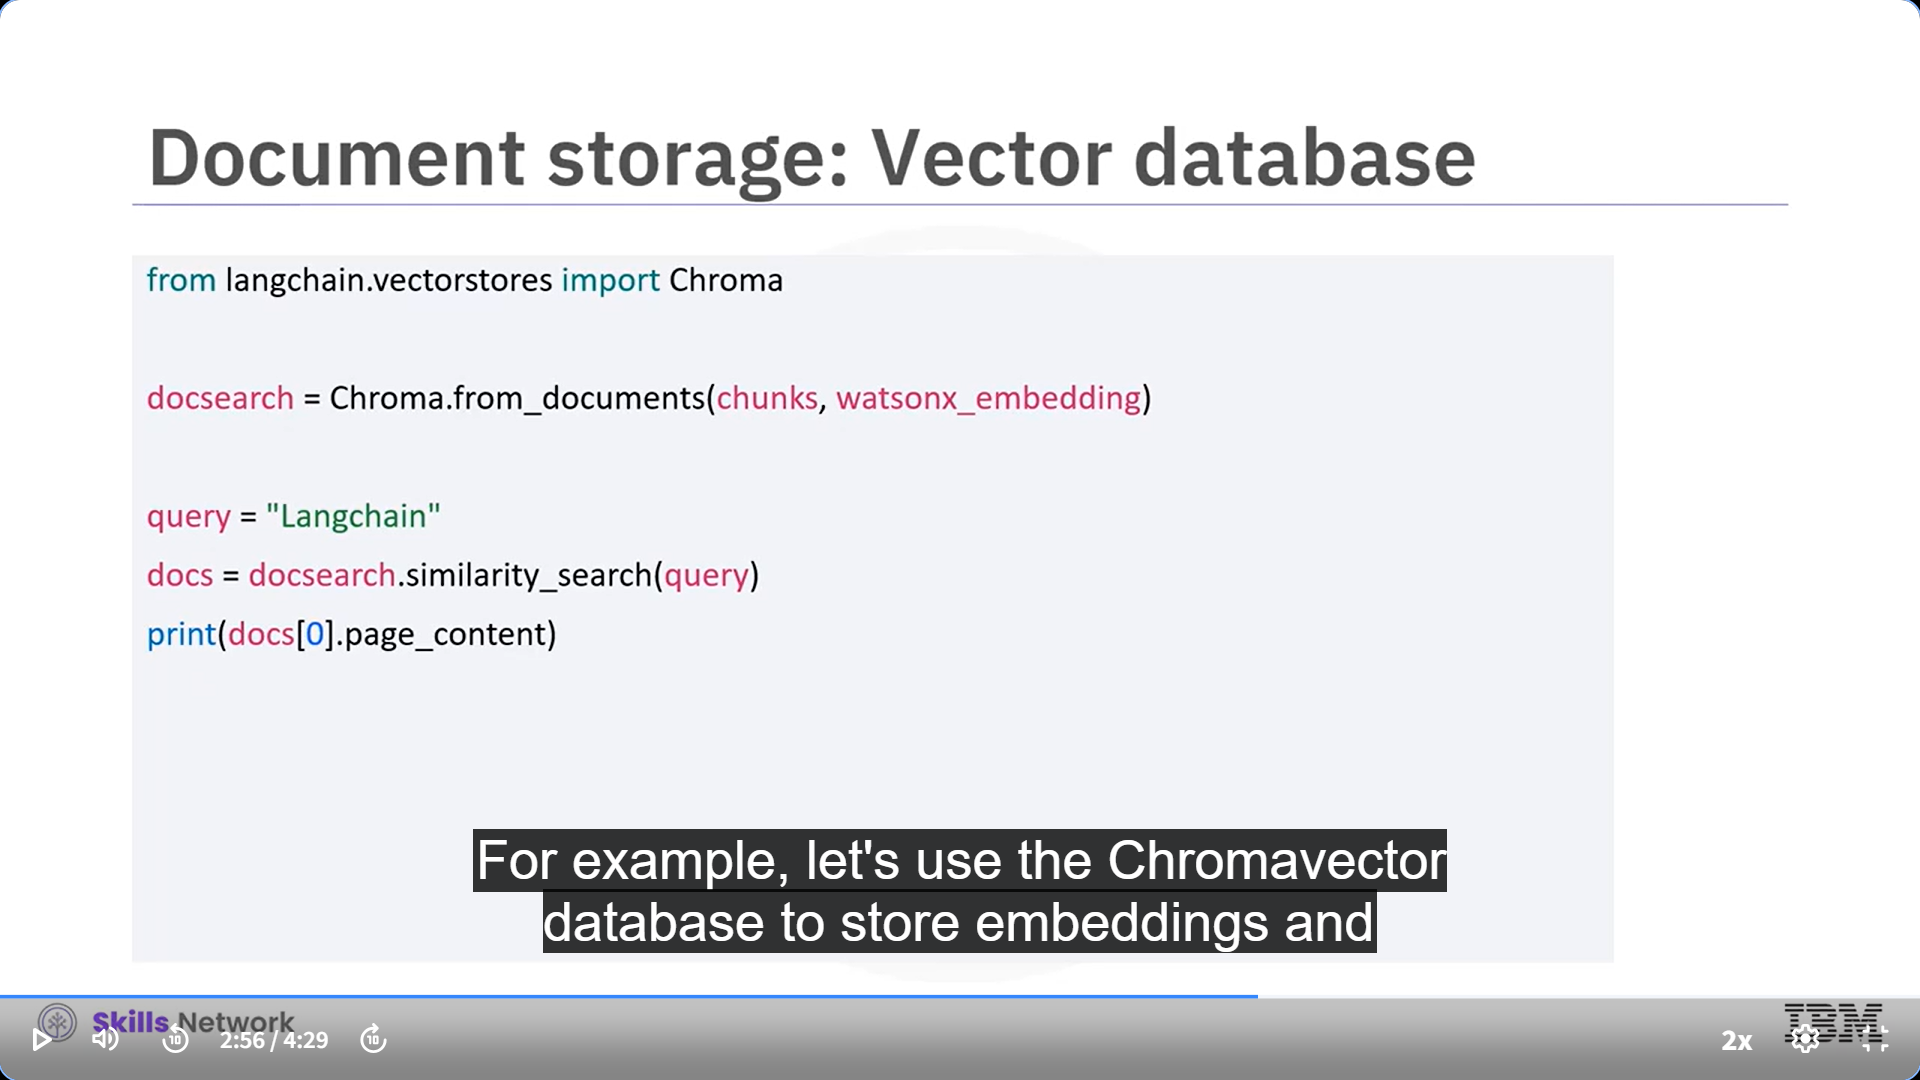 Document storage: Vector database
from langchain.vectorstores import Chroma
docsearch = Chroma.from_documents(chunks, watsonx_embedding)
query = "Langchain"
docs = docsearch.similarity_search(query)
print(docs[0].page_content)
For example, let's use the Chromavector
database to store embeddings and
Skills Network
IBM
10
2:56 / 4:29
10
2x